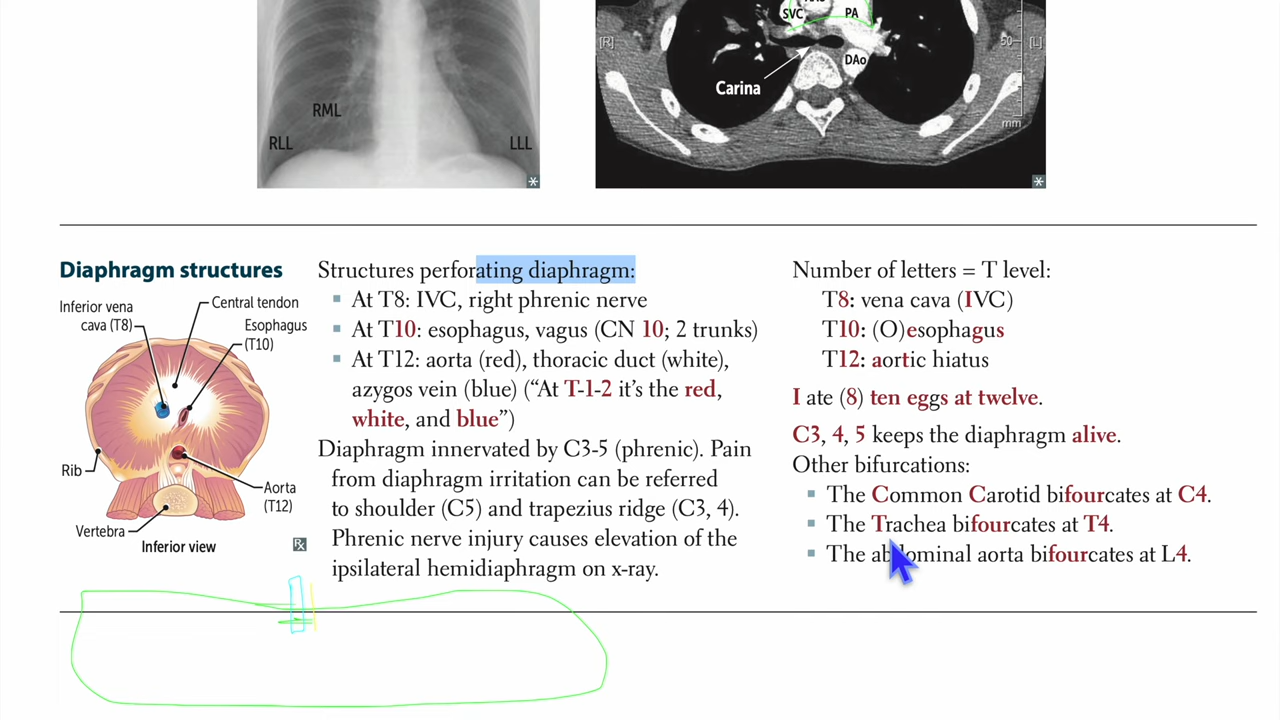 SVC
PA
[R]
50
[L]
DAo
Carina
RML
RLL
LLL
mm
*
*
Diaphragm structures
Inferior vena
cava (T8)
Central tendon
Esophagus
(T10)
Rib
Aorta
(T12)
Vertebra
Inferior view
Rx
Structures perforating diaphragm:
▪ At T8: IVC, right phrenic nerve
▪ At T10: esophagus, vagus (CN 10; 2 trunks)
▪ At T12: aorta (red), thoracic duct (white),
azygos vein (blue) (“At T-1-2 it’s the red,
white, and blue”)
Diaphragm innervated by C3-5 (phrenic). Pain
from diaphragm irritation can be referred
to shoulder (C5) and trapezius ridge (C3, 4).
Phrenic nerve injury causes elevation of the
ipsilateral hemidiaphragm on x-ray.
Number of letters = T level:
T8: vena cava (IVC)
T10: (O)esophagus
T12: aortic hiatus
I ate (8) ten eggs at twelve.
C3, 4, 5 keeps the diaphragm alive.
Other bifurcations:
▪ The Common Carotid bifourcates at C4.
▪ The Trachea bifourcates at T4.
▪ The abdominal aorta bifourcates at L4.